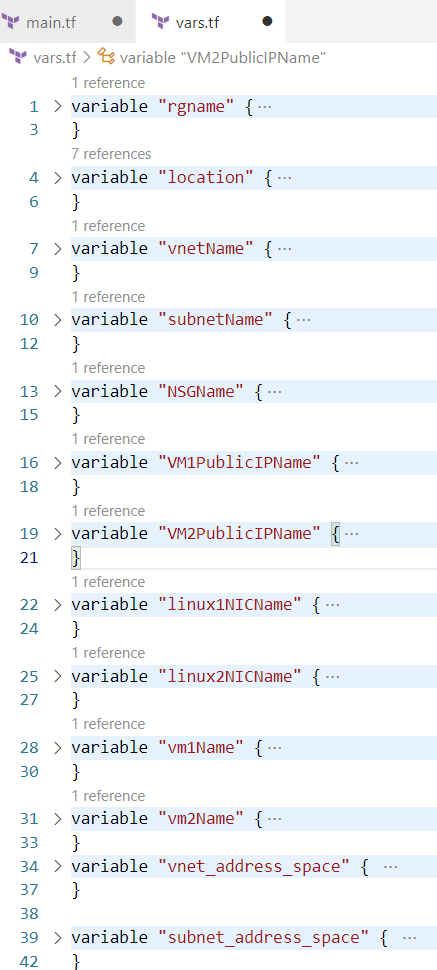 main.tf
vars.tf
vars.tf > variable "VM2PublicIPName"
1 reference
1 > variable "rgname" { ···
3 }
7 references
4 > variable "location" { ···
6 }
1 reference
7 > variable "vnetName" { ···
9 }
1 reference
10 > variable "subnetName" { ···
12 }
1 reference
13 > variable "NSGName" { ···
15 }
1 reference
16 > variable "VM1PublicIPName" { ···
18 }
1 reference
19 > variable "VM2PublicIPName" { ···
21 }
1 reference
22 > variable "linux1NICName" { ···
24 }
1 reference
25 > variable "linux2NICName" { ···
27 }
1 reference
28 > variable "vm1Name" { ···
30 }
1 reference
31 > variable "vm2Name" { ···
33 }
34 > variable "vnet_address_space" { ···
37 }
38
39 > variable "subnet_address_space" { ···
42 }